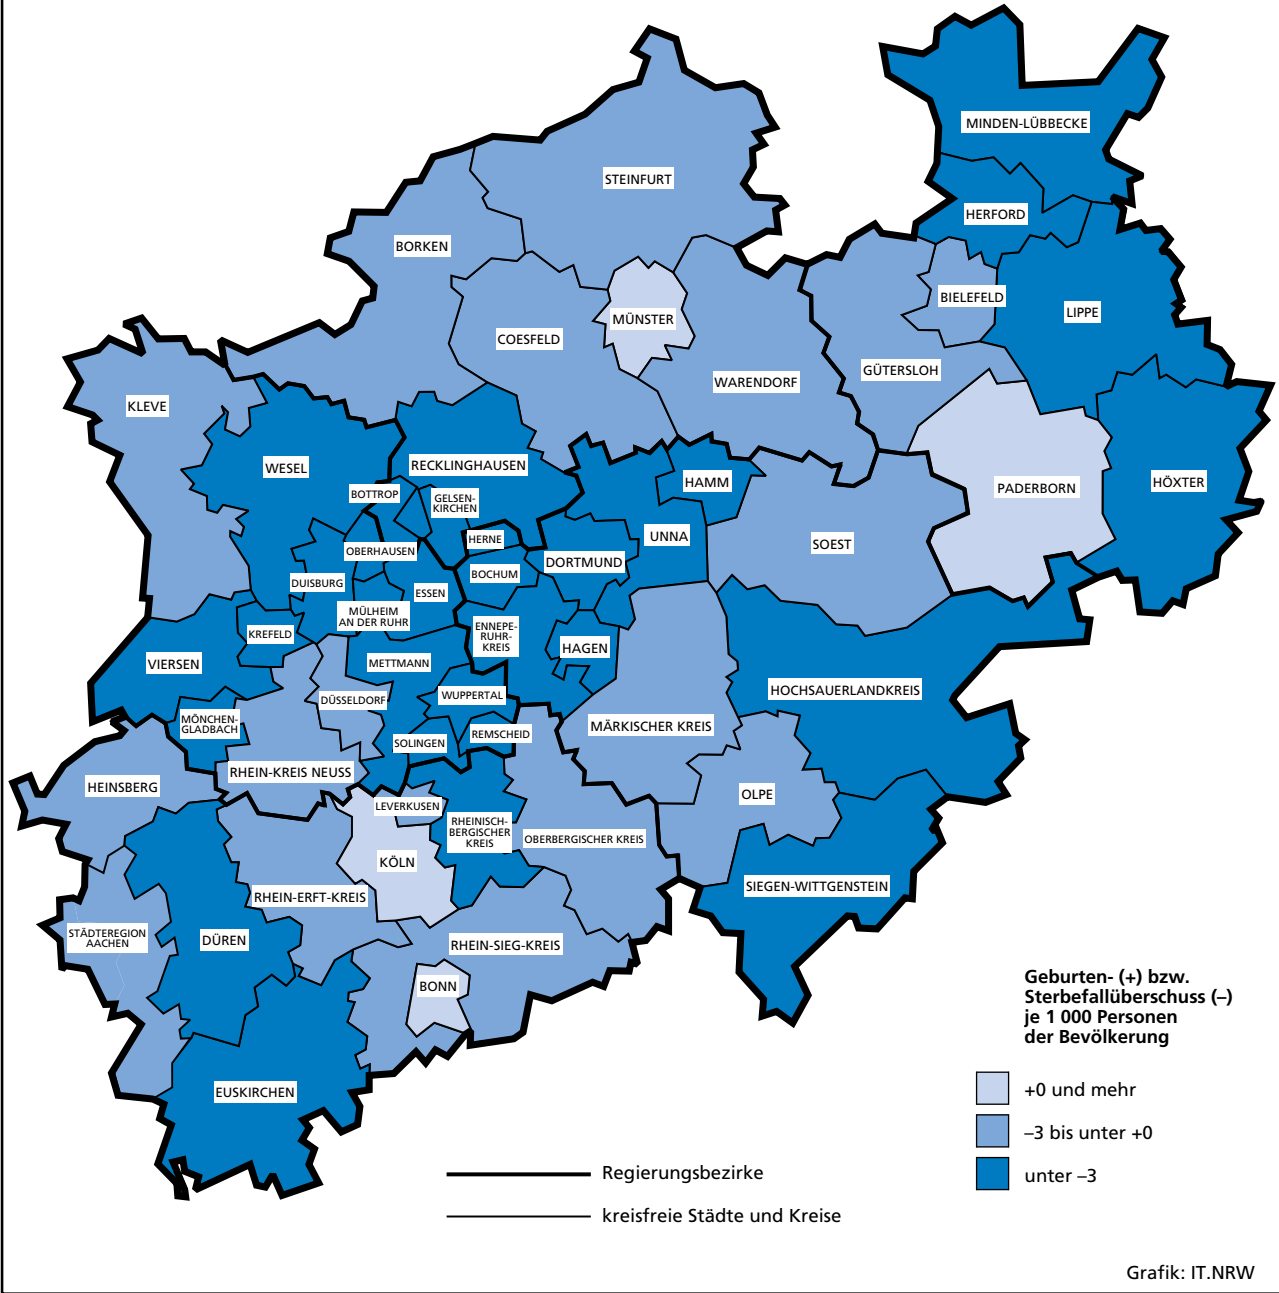 MINDEN-LÜBBECKE
STEINFURT
HERFORD
BORKEN
BIELEFELD
LIPPE
MÜNSTER
COESFELD
GÜTERSLOH
WARENDORF
KLEVE
RECKLINGHAUSEN
WESEL
HAMM
HÖXTER
PADERBORN
BOTTROP
GELSEN-
KIRCHEN
UNNA
HERNE
SOEST
OBERHAUSEN
DORTMUND
BOCHUM
DUISBURG
ESSEN
MÜLHEIM
AN DER RUHR
KREFELD
ENNEPE-
RUHR-
KREIS
HAGEN
VIERSEN
METTMANN
HOCHSAUERLANDKREIS
WUPPERTAL
DÜSSELDORF
MÖNCHEN-
GLADBACH
MÄRKISCHER KREIS
REMSCHEID
SOLINGEN
RHEIN-KREIS NEUSS
HEINSBERG
OLPE
LEVERKUSEN
RHEINISCH-
BERGISCHER
KREIS
OBERBERGISCHER KREIS
KÖLN
SIEGEN-WITTGENSTEIN
RHEIN-ERFT-KREIS
STÄDTEREGION
AACHEN
DÜREN
RHEIN-SIEG-KREIS
BONN
EUSKIRCHEN
Geburten- (+) bzw.
Sterbefallüberschuss (–)
je 1 000 Personen
der Bevölkerung
+0 und mehr
–3 bis unter +0
unter –3
Regierungsbezirke
kreisfreie Städte und Kreise
Grafik: IT.NRW